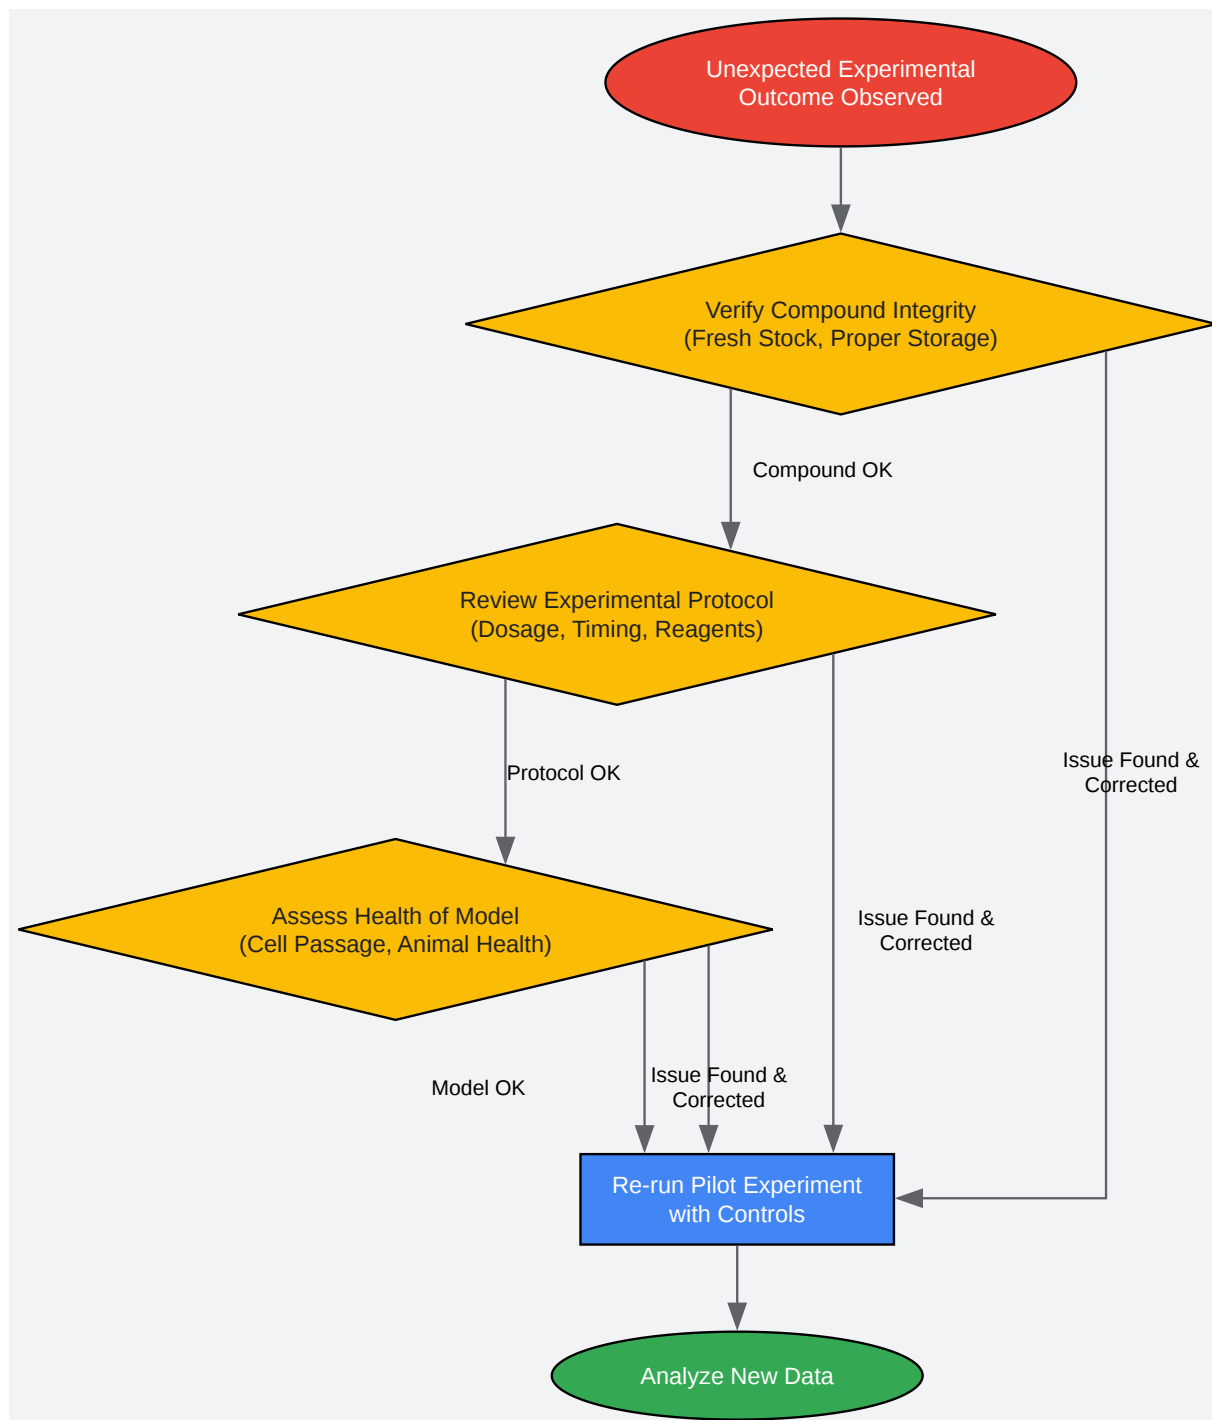 Unexpected Experimental
Outcome Observed
Verify Compound Integrity
(Fresh Stock, Proper Storage)
Compound OK
Review Experimental Protocol
(Dosage, Timing, Reagents)
Protocol OK
Issue Found &
Corrected
Assess Health of Model
(Cell Passage, Animal Health)
Issue Found &
Corrected
Model OK
Issue Found &
Corrected
Re-run Pilot Experiment
with Controls
Analyze New Data